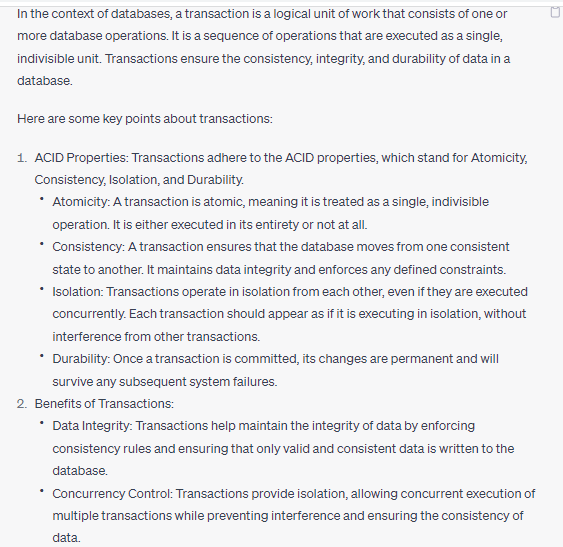 In the context of databases, a transaction is a logical unit of work that consists of one or
more database operations. It is a sequence of operations that are executed as a single,
indivisible unit. Transactions ensure the consistency, integrity, and durability of data in a
database.
Here are some key points about transactions:
1. ACID Properties: Transactions adhere to the ACID properties, which stand for Atomicity,
Consistency, Isolation, and Durability.
• Atomicity: A transaction is atomic, meaning it is treated as a single, indivisible
operation. It is either executed in its entirety or not at all.
• Consistency: A transaction ensures that the database moves from one consistent
state to another. It maintains data integrity and enforces any defined constraints.
• Isolation: Transactions operate in isolation from each other, even if they are executed
concurrently. Each transaction should appear as if it is executing in isolation, without
interference from other transactions.
• Durability: Once a transaction is committed, its changes are permanent and will
survive any subsequent system failures.
2. Benefits of Transactions:
• Data Integrity: Transactions help maintain the integrity of data by enforcing
consistency rules and ensuring that only valid and consistent data is written to the
database.
• Concurrency Control: Transactions provide isolation, allowing concurrent execution of
multiple transactions while preventing interference and ensuring the consistency of
data.